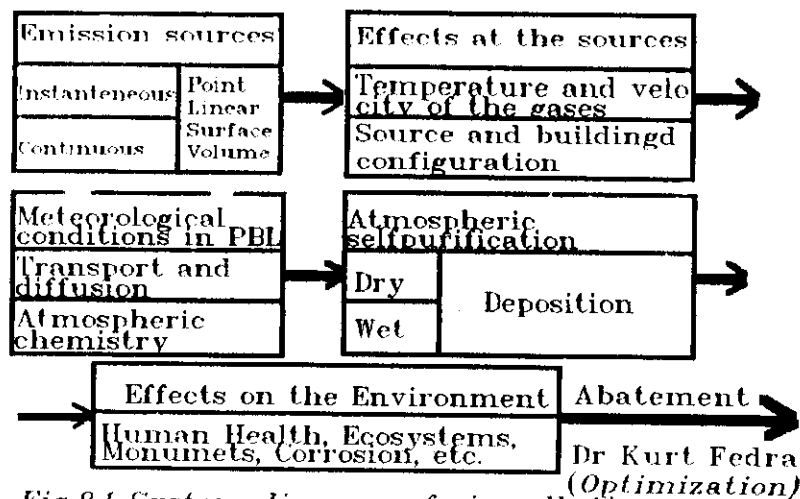 Emission sources
Instanteneous
Continuous
Point
Linear
Surface
Volume
Effects at the sources
Temperature and velo
city of the gases
Source and buildingd
configuration
Meteorological
conditions in PBL
Transport and
diffusion
Atmospheric
chemistry
Atmospheric
selfpurification
Dry
Wet
Deposition
Effects on the Environment
Human Health, Ecosystems,
Monumets, Corrosion, etc.
Abatement
Dr Kurt Fedra
(Optimization)